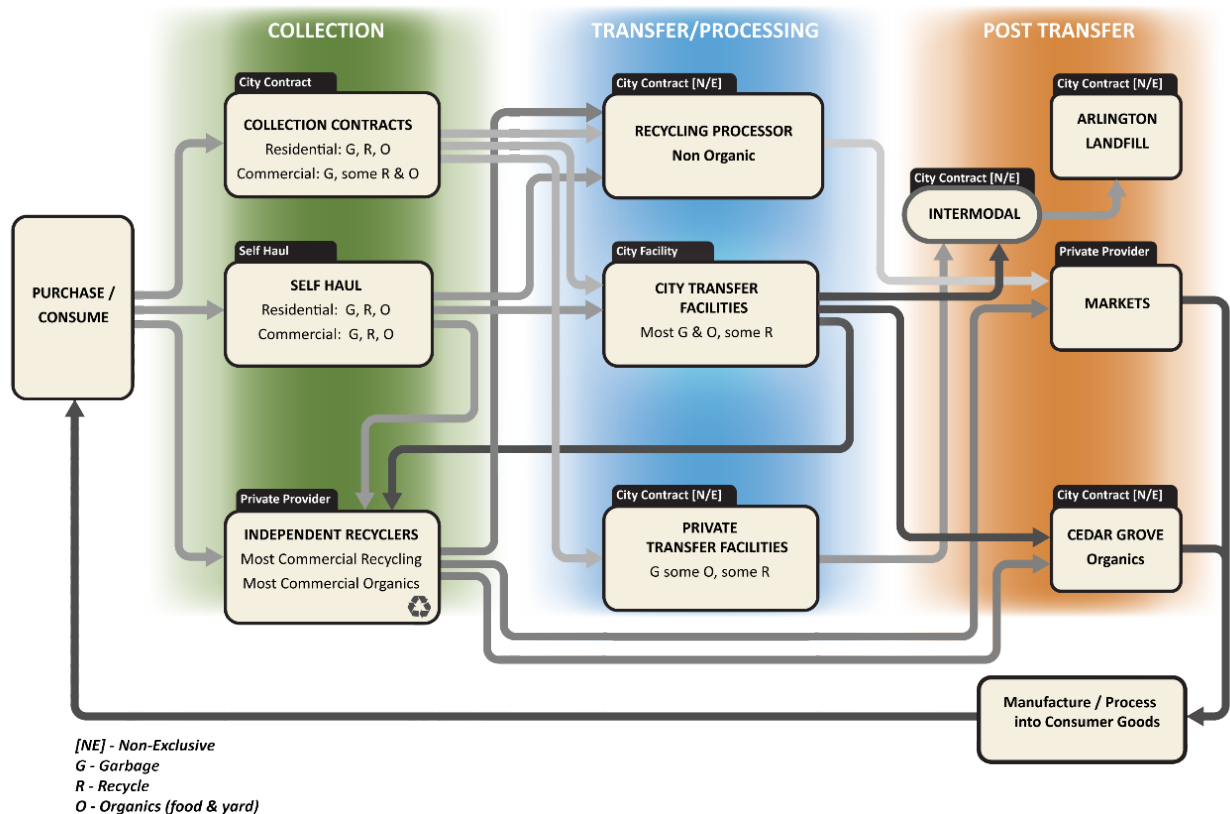 COLLECTION
TRANSFER/PROCESSING
POST TRANSFER
City Contract
COLLECTION CONTRACTS
Residential: G, R, O
Commercial: G, some R & O
City Contract [N/E]
RECYCLING PROCESSOR
Non Organic
City Contract [N/E]
ARLINGTON
LANDFILL
City Contract [N/E]
INTERMODAL
PURCHASE /
CONSUME
Self Haul
SELF HAUL
Residential: G, R, O
Commercial: G, R, O
City Facility
CITY TRANSFER
FACILITIES
Most G & O, some R
Private Provider
MARKETS
Private Provider
INDEPENDENT RECYCLERS
Most Commercial Recycling
Most Commercial Organics
City Contract [N/E]
PRIVATE
TRANSFER FACILITIES
G some O, some R
City Contract [N/E]
CEDAR GROVE
Organics
Manufacture / Process
into Consumer Goods
[NE] - Non-Exclusive
G - Garbage
R - Recycle
O - Organics (food & yard)